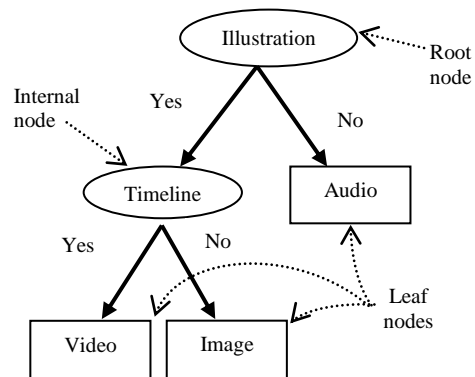 Illustration
Root
node
Yes
No
Internal
node
Timeline
Audio
Yes
No
Leaf
nodes
Video
Image